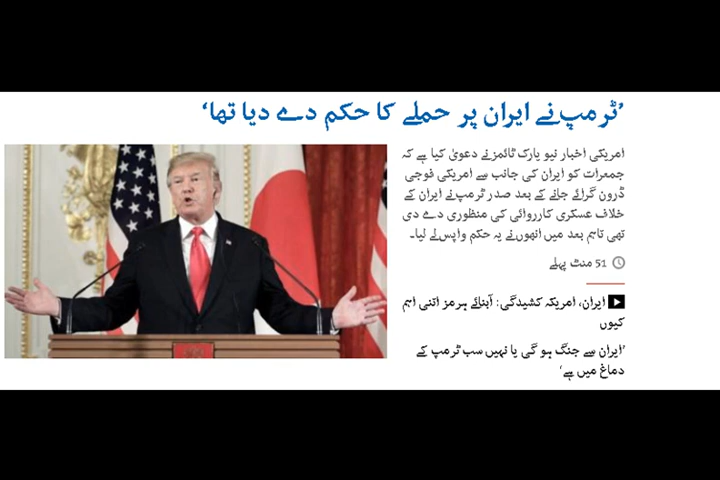 ’ٹرمپ نے ایران پر حملے کا حکم دے دیا تھا‘
امریکی اخبار نیو یارک ٹائمز نے دعویٰ کیا ہے کہ
جمعرات کو ایران کی جانب سے امریکی فوجی
ڈرون گرائے جانے کے بعد صدر ٹرمپ نے ایران کے
خلاف عسکری کارروائی کی منظوری دے دی
تھی تاہم بعد میں انھوں نے یہ حکم واپس لے لیا۔
51 منٹ پہلے
ایران، امریکہ کشیدگی: آبنائے ہرمز اتنی اہم
کیوں
’ایران سے جنگ ہو گی یا نہیں سب ٹرمپ کے
دماغ میں ہے‘